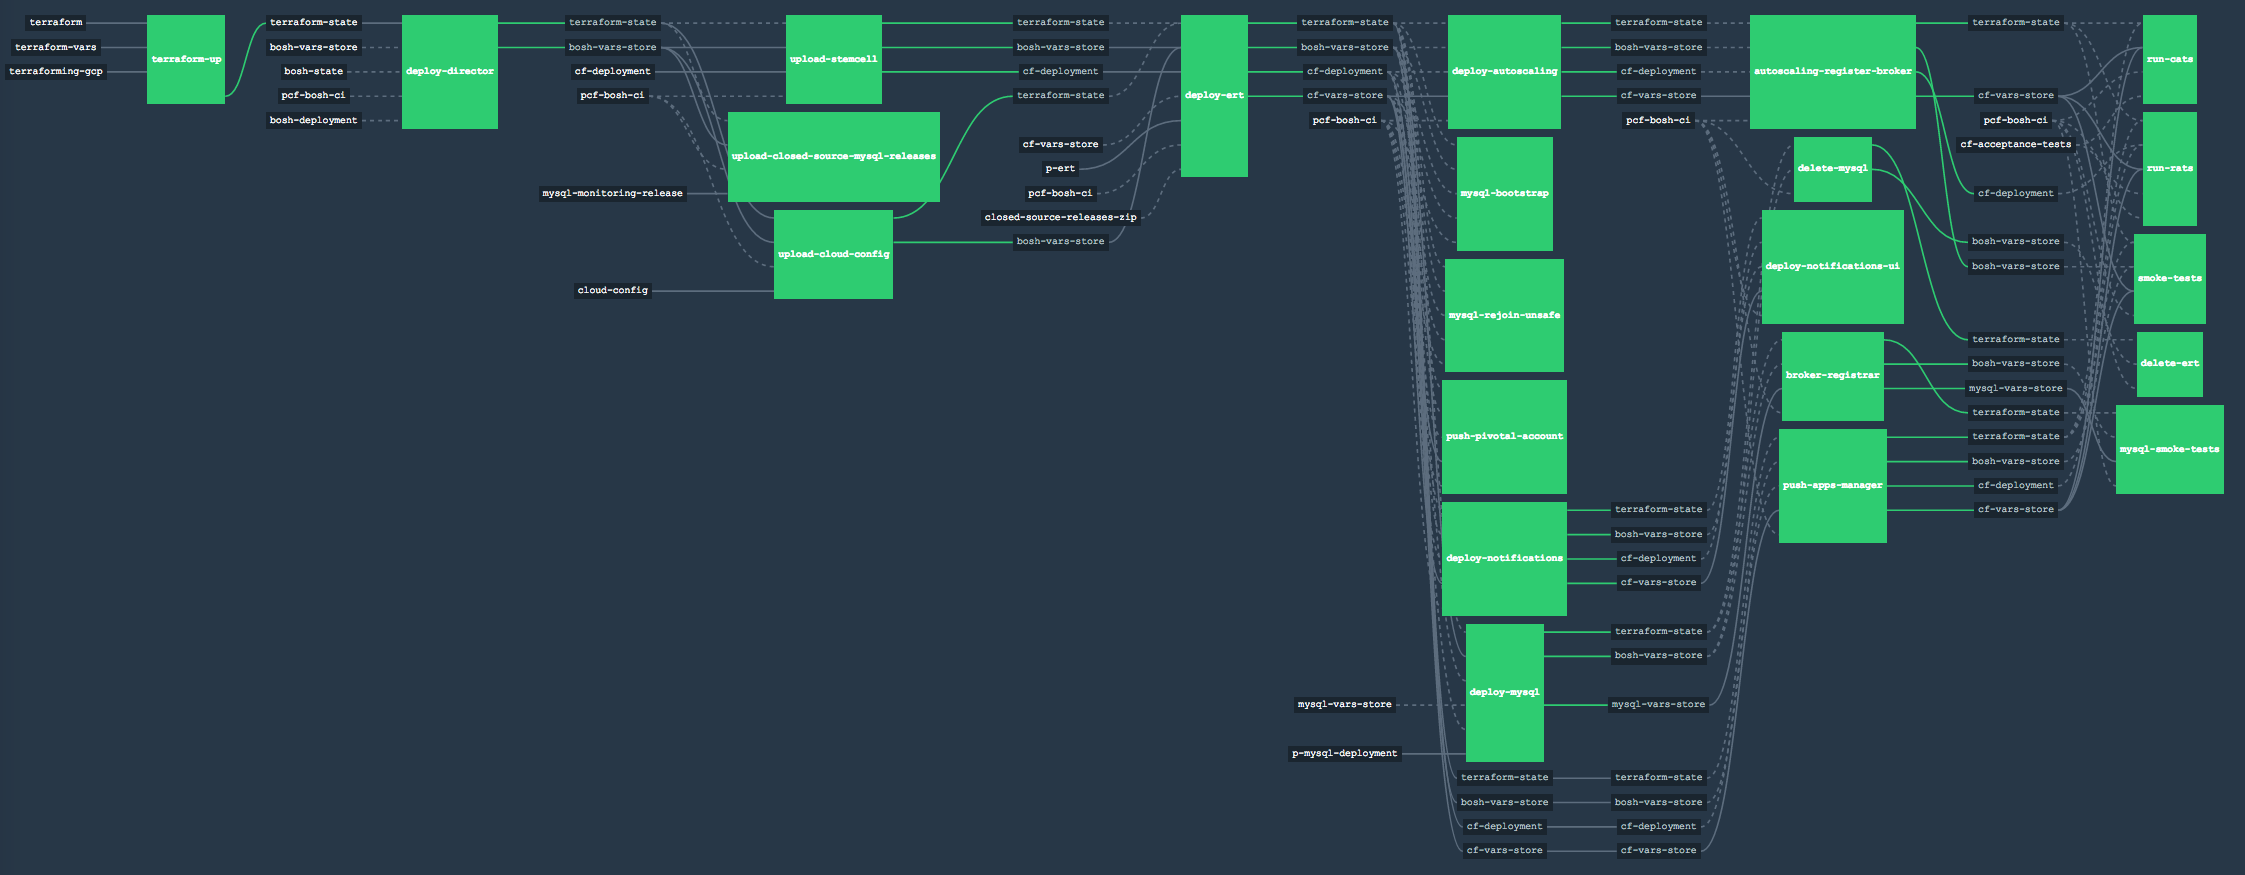 terraform
terraform-vars
terraforming-gcp
terraform-up
terraform-state
bosh-vars-store
bosh-state
pcf-bosh-ci
bosh-deployment
deploy-director
terraform-state
bosh-vars-store
cf-deployment
pcf-bosh-ci
mysql-monitoring-release
cloud-config
upload-stemcell
upload-closed-source-mysql-releases
upload-cloud-config
terraform-state
bosh-vars-store
cf-deployment
terraform-state
cf-vars-store
p-ert
pcf-bosh-ci
closed-source-releases-zip
bosh-vars-store
deploy-ert
terraform-state
bosh-vars-store
cf-deployment
cf-vars-store
pcf-bosh-ci
mysql-vars-store
p-mysql-deployment
deploy-autoscaling
mysql-bootstrap
mysql-rejoin-unsafe
push-pivotal-account
deploy-notifications
deploy-mysql
terraform-state
bosh-vars-store
cf-deployment
cf-vars-store
terraform-state
bosh-vars-store
cf-deployment
cf-vars-store
pcf-bosh-ci
terraform-state
bosh-vars-store
cf-deployment
cf-vars-store
terraform-state
bosh-vars-store
mysql-vars-store
terraform-state
bosh-vars-store
cf-deployment
cf-vars-store
autoscaling-register-broker
delete-mysql
deploy-notifications-ui
broker-registrar
push-apps-manager
terraform-state
cf-vars-store
pcf-bosh-ci
cf-acceptance-tests
cf-deployment
bosh-vars-store
bosh-vars-store
terraform-state
bosh-vars-store
mysql-vars-store
terraform-state
terraform-state
bosh-vars-store
cf-deployment
cf-vars-store
run-cats
run-rats
smoke-tests
delete-ert
mysql-smoke-tests